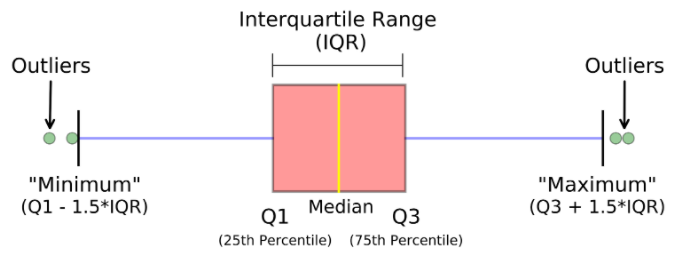 Interquartile Range
(IQR)
Outliers
Outliers
"Minimum"
(Q1 - 1.5*IQR)
"Maximum"
(Q3 + 1.5*IQR)
Median
Q1
Q3
(25th Percentile)
(75th Percentile)